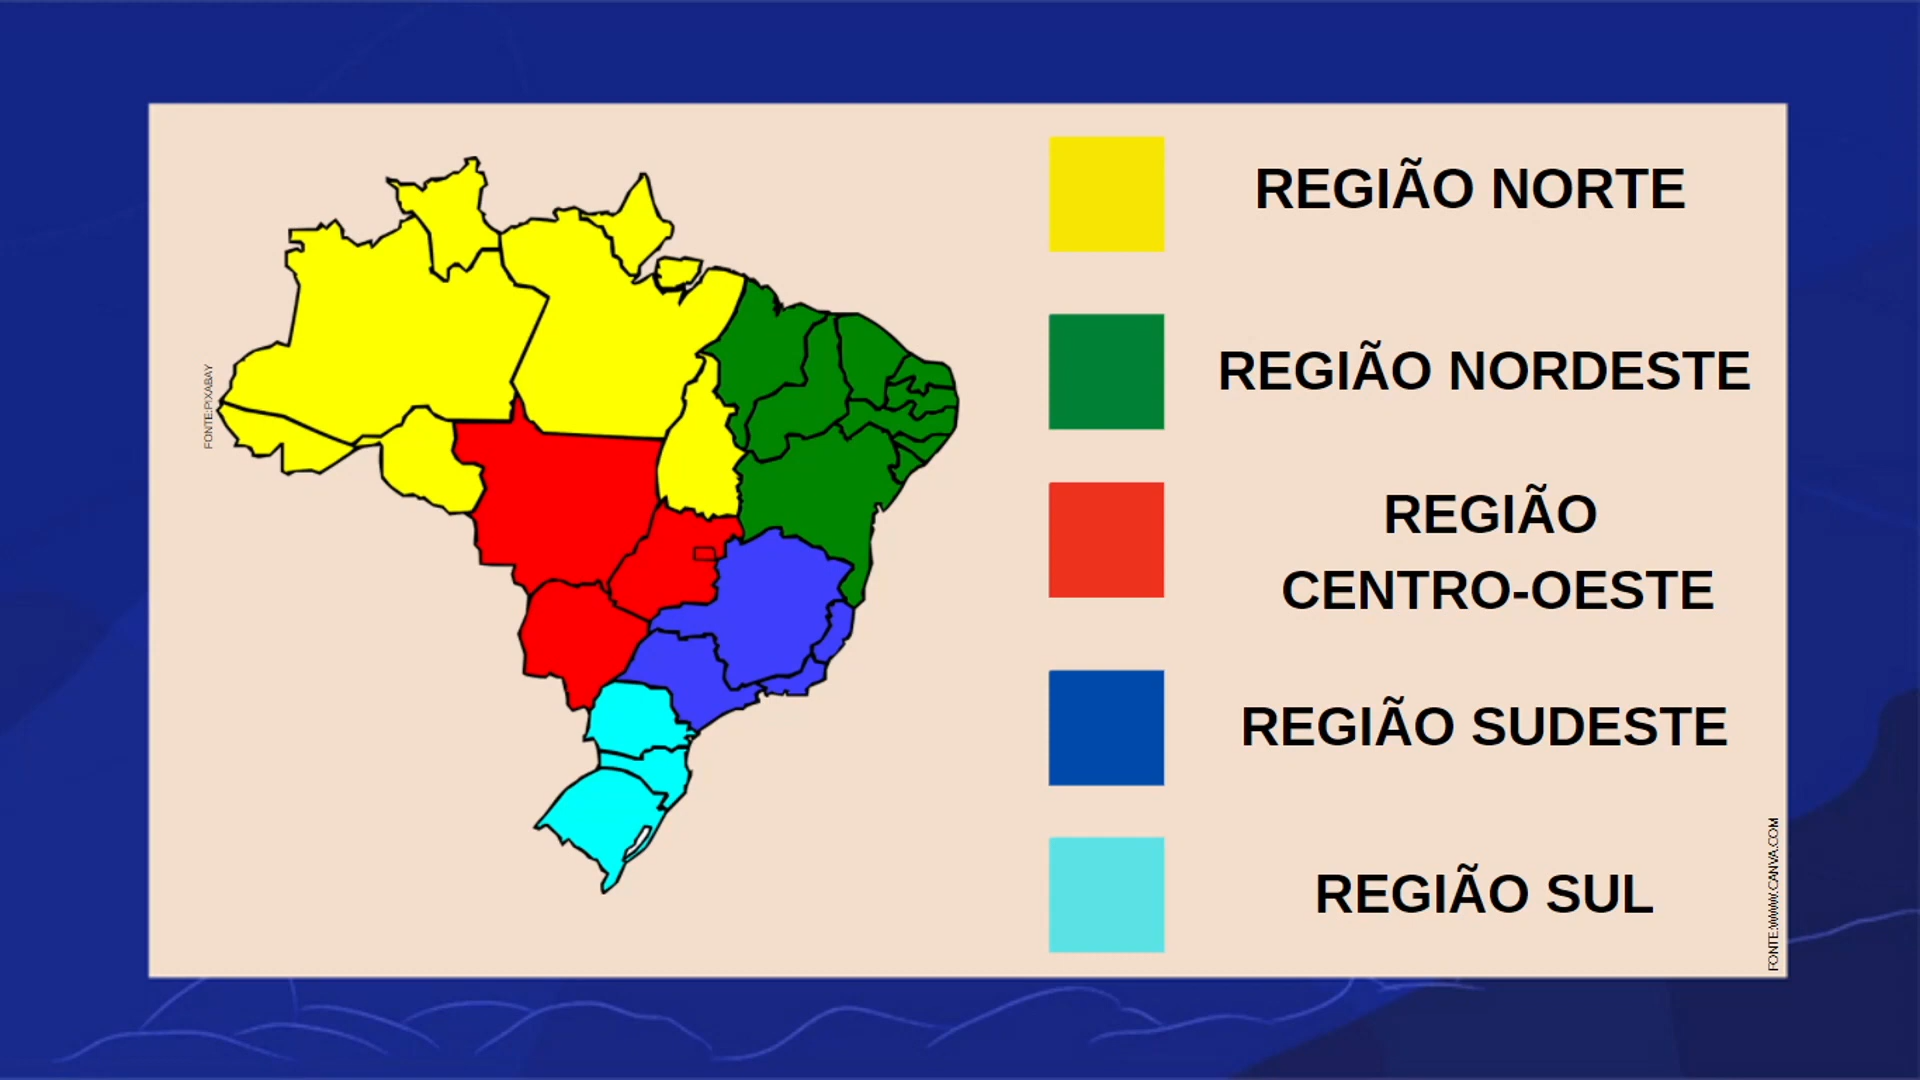 REGIÃO NORTE
REGIÃO NORDESTE
REGIÃO
CENTRO-OESTE
REGIÃO SUDESTE
REGIÃO SUL
FONTE:PIXABAY
FONTE:WWW.CANVA.COM